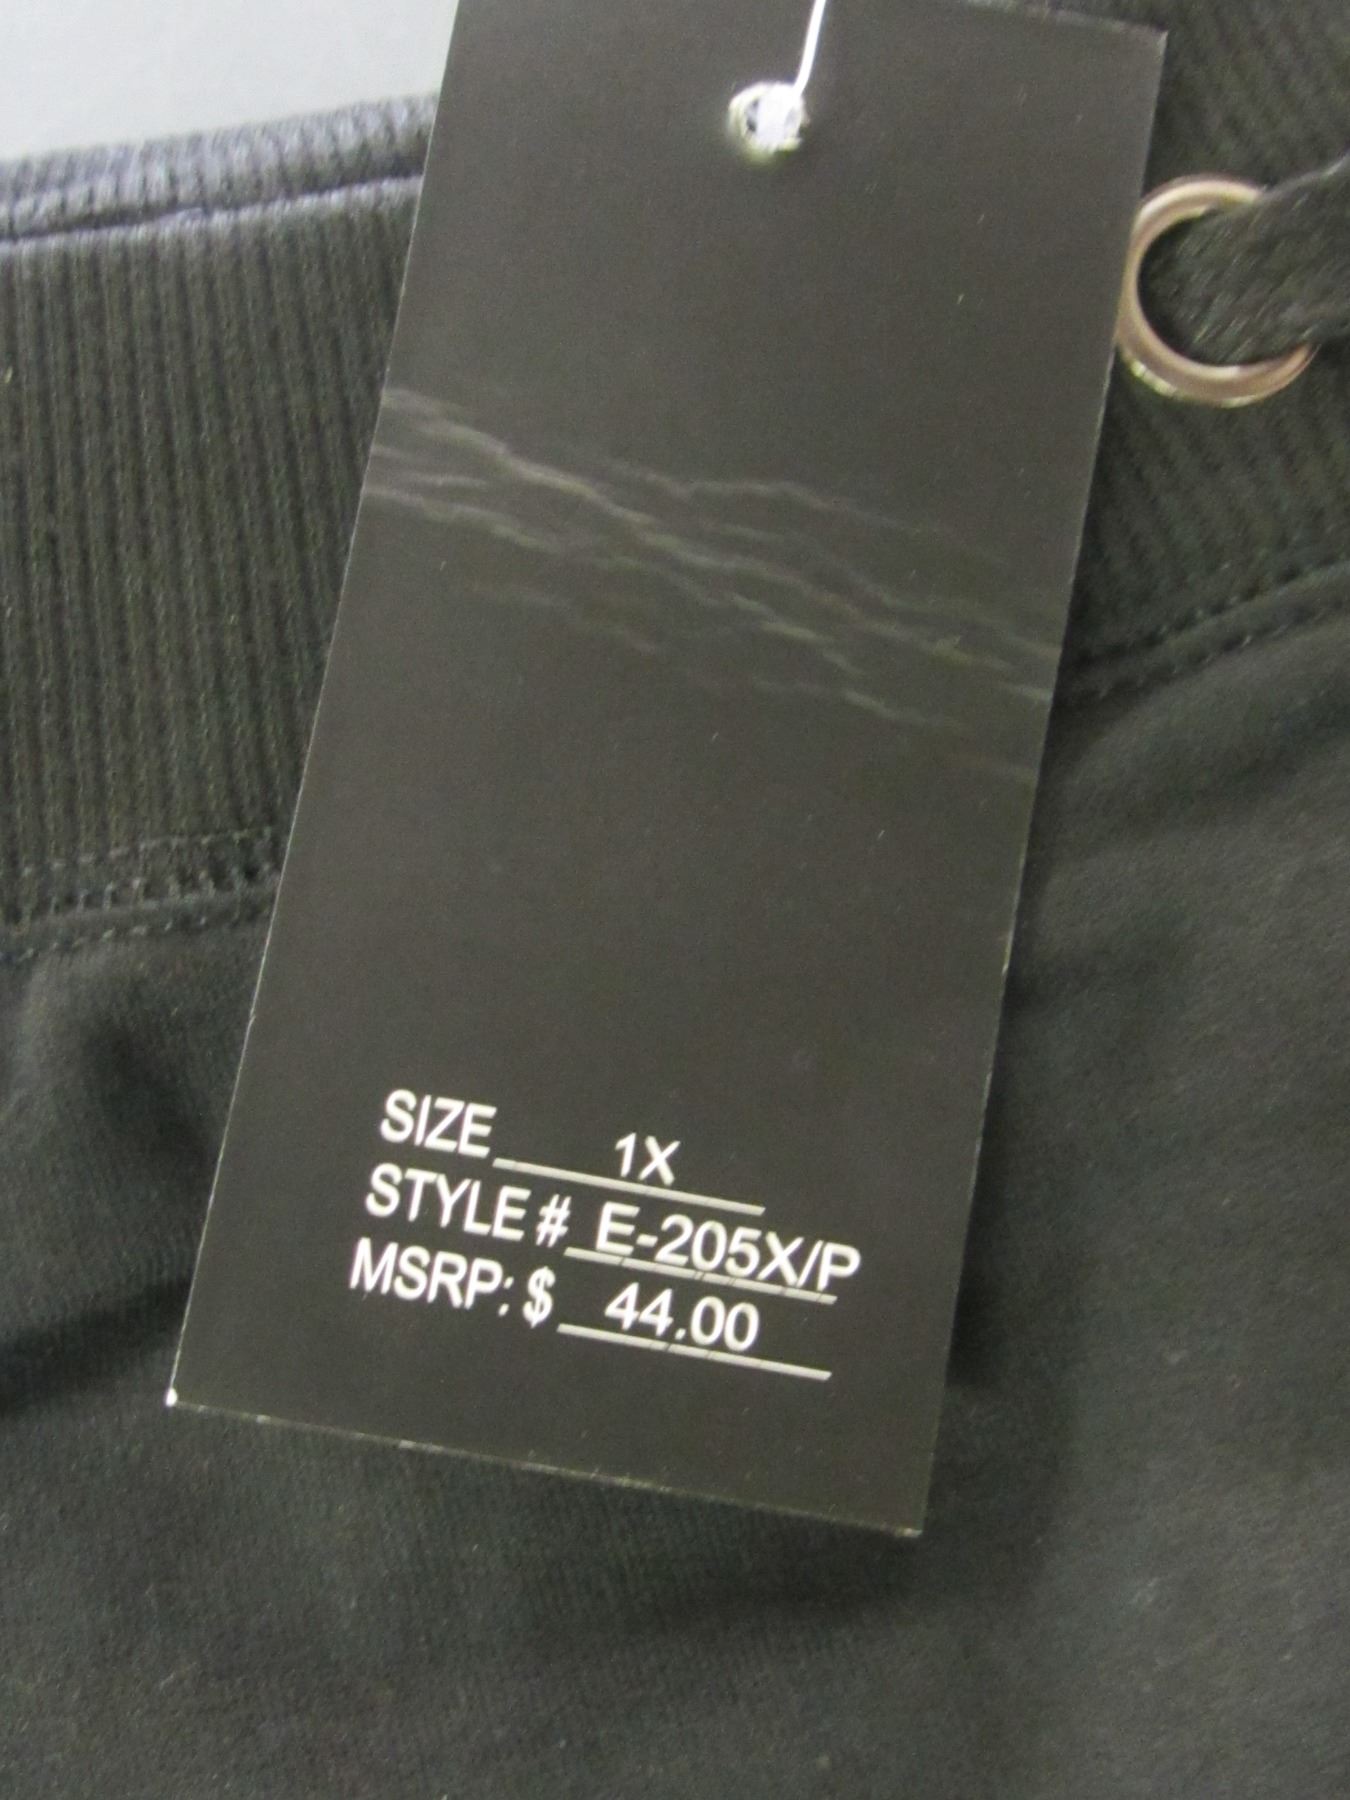 SIZE 1X
STYLE # E-205X/P
MSRP: $ 44.00